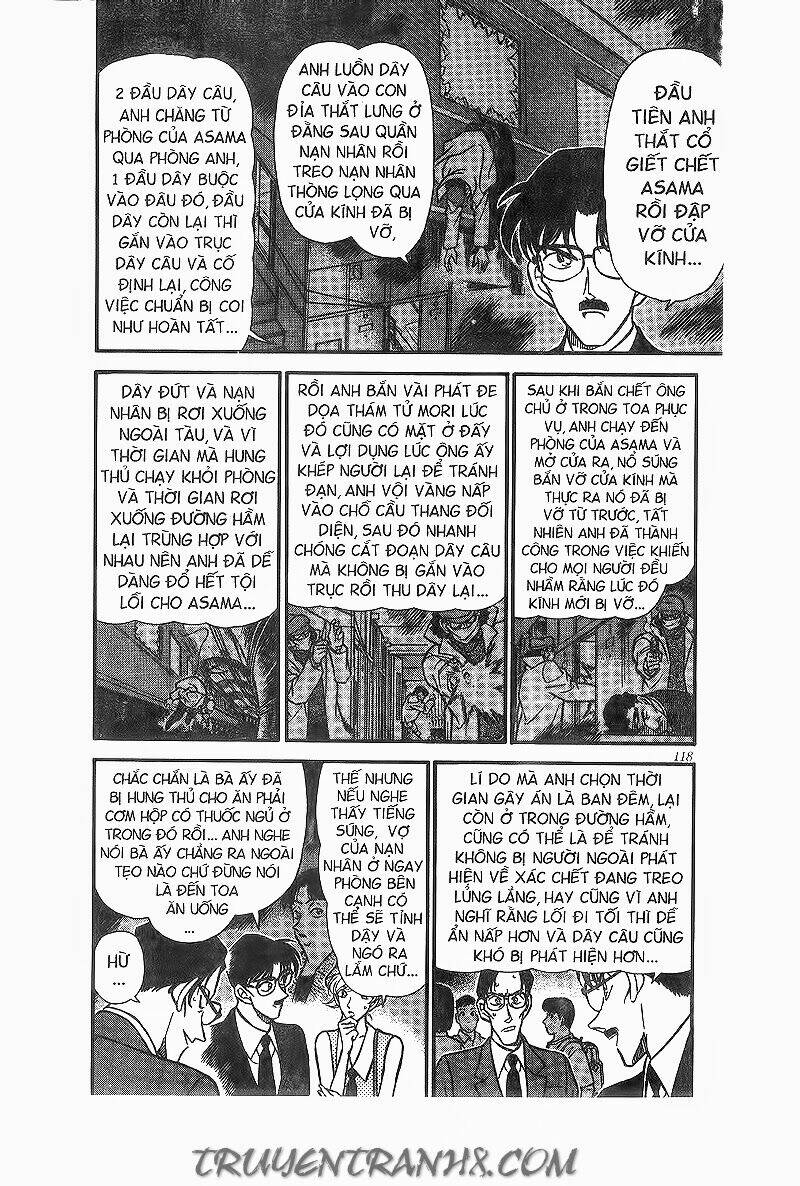 ĐẦU
TIÊN ANH
THẮT CỔ
GIẾT CHẾT
ASAMA
RỒI ĐẬP
VỠ CỬA
KÍNH...
ANH LUỒN DÂY
CÂU VÀO CON
ĐỈA THẮT LƯNG Ở
ĐẰNG SAU QUẦN
NẠN NHÂN RỒI
TREO NẠN NHÂN
THÒNG LỌNG QUA
CỬA KÍNH ĐÃ BỊ
VỠ,
2 ĐẦU DÂY CÂU,
ANH CHĂNG TỪ
PHÒNG CỦA ASAMA
QUA PHÒNG ANH,
1 ĐẦU DÂY BUỘC
VÀO ĐÂU ĐÓ, ĐẦU
DÂY CÒN LẠI THÌ
GẮN VÀO TRỤC
DÂY CÂU VÀ CỐ
ĐỊNH LẠI, CÔNG
VIỆC CHUẨN BỊ COI
NHƯ HOÀN TẤT...
SAU KHI BẮN CHẾT ÔNG
CHỦ Ở TRONG TOA PHỤC
VỤ, ANH CHẠY ĐẾN
PHÒNG CỦA ASAMA VÀ
MỞ CỬA RA, NỔ SÚNG
BẮN VỠ CỬA KÍNH MÀ
THỰC RA NÓ ĐÃ BỊ
VỠ TỪ TRƯỚC, TẤT
NHIÊN ANH ĐÃ THÀNH
CÔNG TRONG VIỆC KHIẾN
CHO MỌI NGƯỜI ĐỀU
NHẦM RẰNG LÚC ĐÓ
KÍNH MỚI BỊ VỠ...
RỒI ANH BẮN VÀI PHÁT ĐE
DỌA THÁM TỬ MORI LÚC
ĐÓ CŨNG CÓ MẶT Ở ĐẤY
VÀ LỢI DỤNG LÚC ÔNG ẤY
KHÉP NGƯỜI LẠI ĐỂ TRÁNH
ĐẠN, ANH VỘI VÀNG NẤP
VÀO CHỖ CẦU THANG ĐỐI
DIỆN, SAU ĐÓ NHANH
CHÓNG CẮT ĐOẠN DÂY CÂU
MÀ KHÔNG BỊ GẮN VÀO
TRỤC RỒI THU DÂY LẠI...
DÂY ĐỨT VÀ NẠN
NHÂN BỊ RƠI XUỐNG
NGOÀI TÀU, VÀ VÌ
THỜI GIAN MÀ HUNG
THỦ CHẠY KHỎI PHÒNG
VÀ THỜI GIAN RƠI
XUỐNG ĐƯỜNG HẦM
LẠI TRÙNG HỢP VỚI
NHAU NÊN ANH ĐÃ DỄ
DÀNG ĐỔ HẾT TỘI
LỖI CHO ASAMA...
118
LÍ DO MÀ ANH CHỌN THỜI
GIAN GÂY ÁN LÀ BAN ĐÊM, LẠI
CÒN Ở TRONG ĐƯỜNG HẦM,
CŨNG CÓ THỂ LÀ ĐỂ TRÁNH
KHÔNG BỊ NGƯỜI NGOÀI PHÁT
HIỆN VỀ XÁC CHẾT ĐANG TREO
LỦNG LẲNG, HAY CŨNG VÌ ANH
NGHĨ RẰNG LỐI ĐI TỐI THÌ DỄ
ẨN NẤP HƠN VÀ DÂY CÂU CŨNG
KHÓ BỊ PHÁT HIỆN HƠN...
THẾ NHƯNG
NẾU NGHE
THẤY TIẾNG
SÚNG, VỢ
CỦA NẠN
NHÂN Ở NGAY
PHÒNG BÊN
CẠNH CÓ
THỂ SẼ TỈNH
DẬY VÀ
NGÓ RA
LẮM CHỨ...
CHẮC CHẮN LÀ BÀ ẤY ĐÃ
BỊ HUNG THỦ CHO ĂN PHẢI
CƠM HỘP CÓ THUỐC NGỦ Ở
TRONG ĐÓ RỒI... ANH NGHE
NÓI BÀ ẤY CHẲNG RA NGOÀI
TẸO NÀO CHỨ ĐỪNG NÓI
LÀ ĐẾN TOA
ĂN UỐNG
...
HỪ
...
TRUYENTRANH8.COM